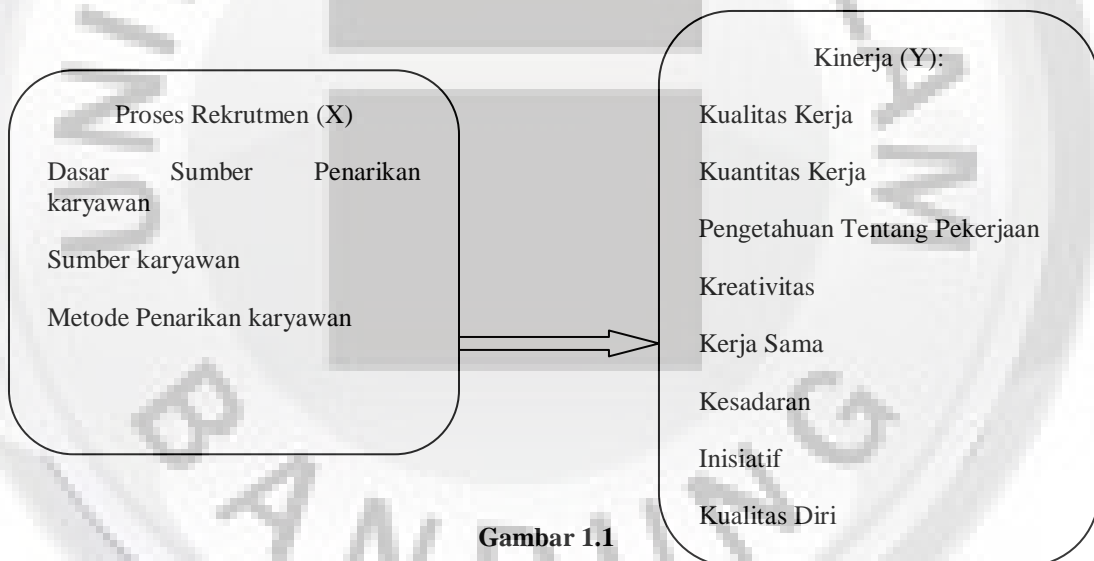 Proses Rekrutmen (X)
Dasar Sumber Penarikan
karyawan
Sumber karyawan
Metode Penarikan karyawan
Kinerja (Y):
Kualitas Kerja
Kuantitas Kerja
Pengetahuan Tentang Pekerjaan
Kreativitas
Kerja Sama
Kesadaran
Inisiatif
Kualitas Diri
Gambar 1.1